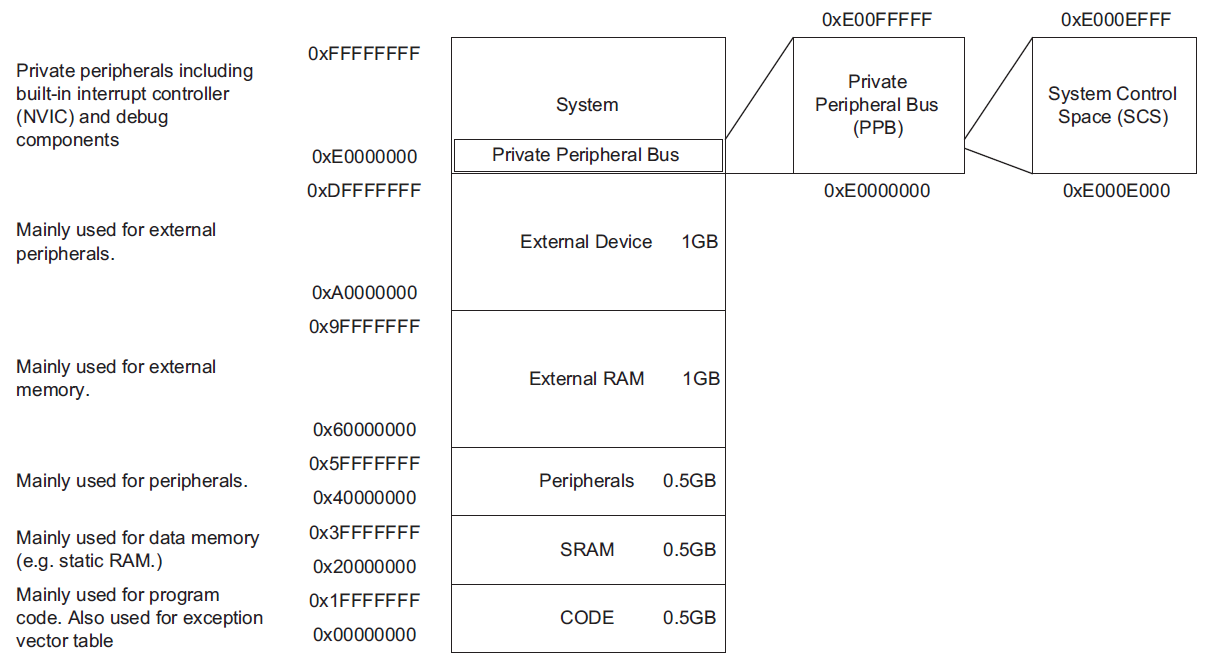 0xE00FFFFF
0xE000EFFF
0xFFFFFFFF
Private peripherals including
built-in interrupt controller
(NVIC) and debug
components
System
Private
Peripheral Bus
(PPB)
System Control
Space (SCS)
0xE0000000
Private Peripheral Bus
0xDFFFFFFF
0xE0000000
0xE000E000
Mainly used for external
peripherals.
External Device 1GB
0xA0000000
0x9FFFFFFF
Mainly used for external
memory.
External RAM 1GB
0x60000000
0x5FFFFFFF
Mainly used for peripherals.
Peripherals 0.5GB
0x40000000
0x3FFFFFFF
Mainly used for data memory
(e.g. static RAM.)
SRAM 0.5GB
0x20000000
Mainly used for program
code. Also used for exception
vector table
0x1FFFFFFF
CODE 0.5GB
0x00000000